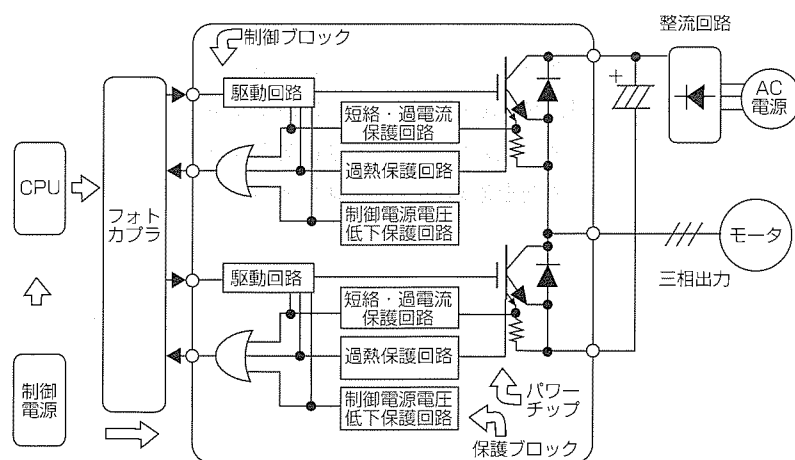 制御ブロック
整流回路
駆動回路
AC
電源
短絡・過電流
保護回路
CPU
過熱保護回路
フォト
カプラ
制御電源電圧
低下保護回路
モータ
三相出力
駆動回路
短絡・過電流
保護回路
過熱保護回路
制御
電源
制御電源電圧
低下保護回路
パワー
チップ
保護ブロック
+